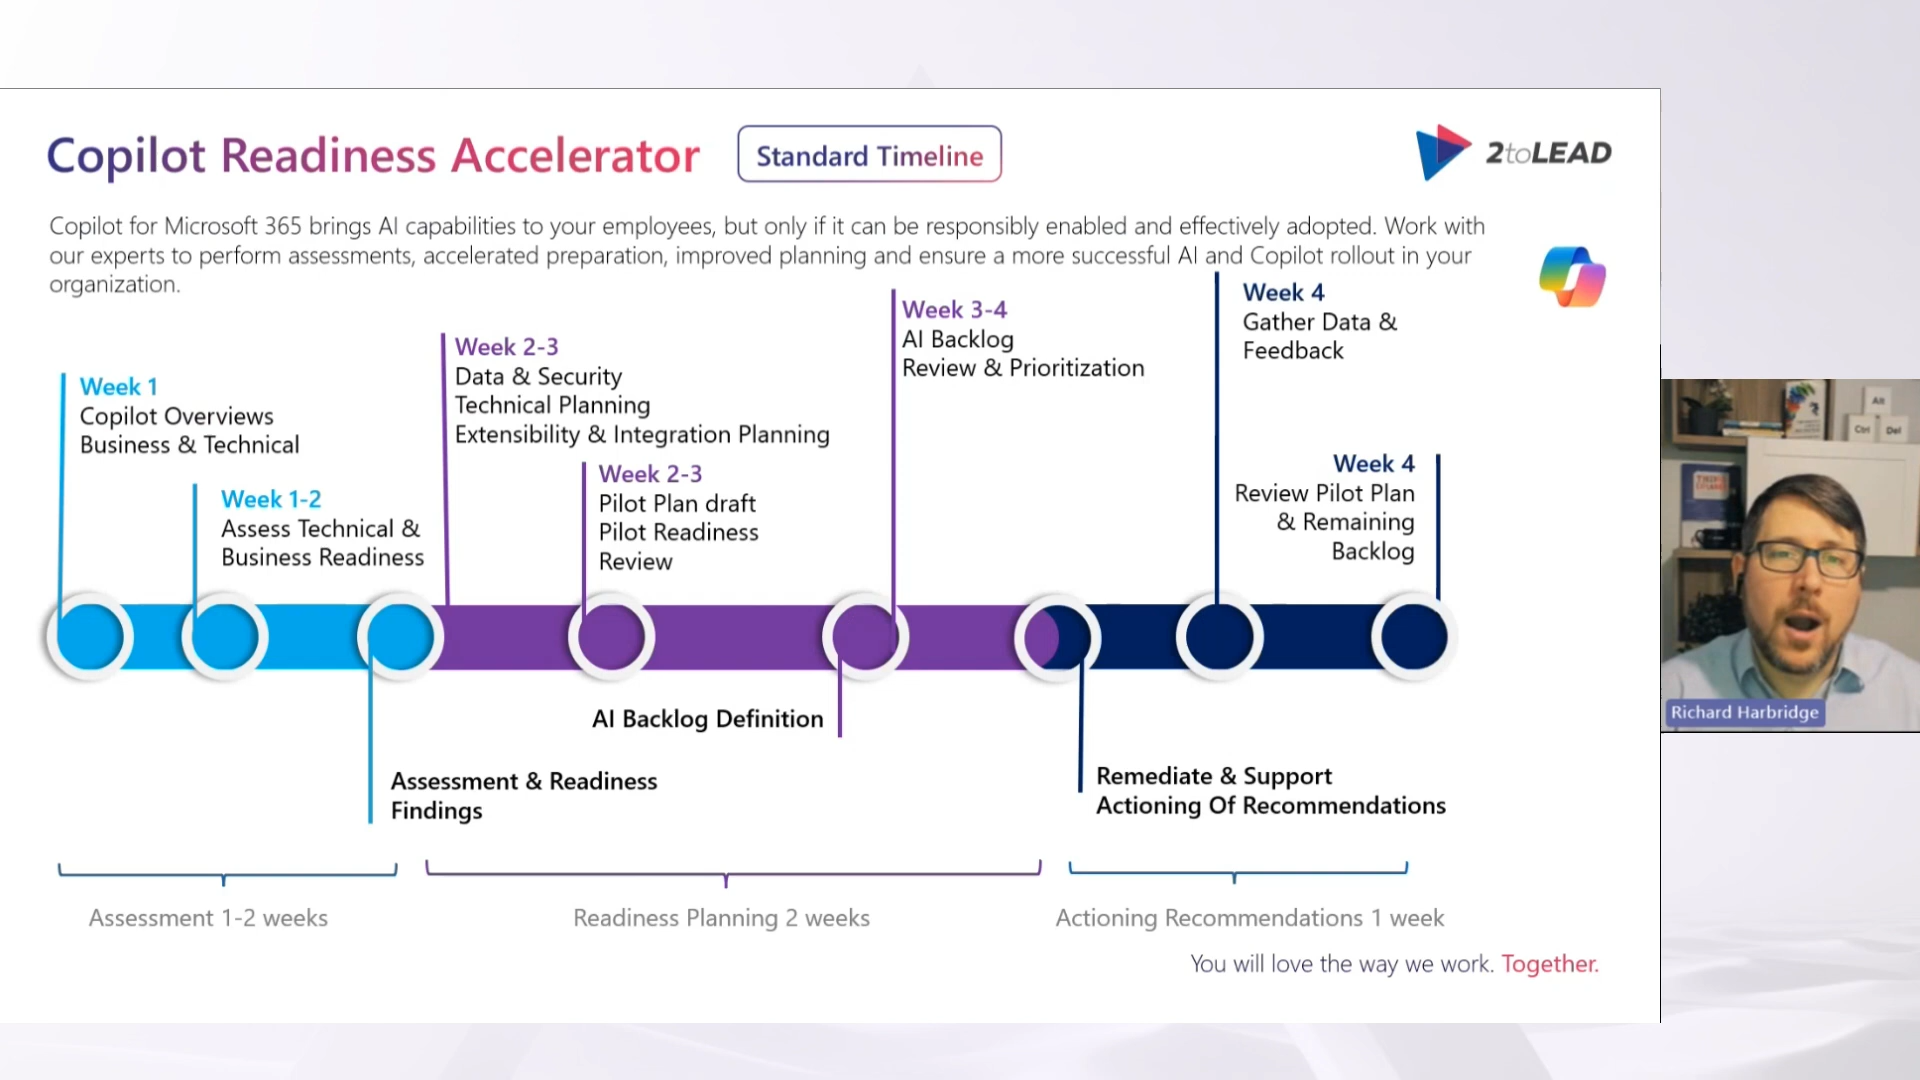 Copilot Readiness Accelerator
Standard Timeline
2toLEAD
Copilot for Microsoft 365 brings AI capabilities to your employees, but only if it can be responsibly enabled and effectively adopted. Work with
our experts to perform assessments, accelerated preparation, improved planning and ensure a more successful AI and Copilot rollout in your
organization.
Week 1
Copilot Overviews
Business & Technical
Week 1-2
Assess Technical &
Business Readiness
Week 2-3
Data & Security
Technical Planning
Extensibility & Integration Planning
Week 2-3
Pilot Plan draft
Pilot Readiness
Review
Week 3-4
AI Backlog
Review & Prioritization
Week 4
Gather Data &
Feedback
Week 4
Review Pilot Plan
& Remaining
Backlog
AI Backlog Definition
Assessment & Readiness
Findings
Remediate & Support
Actioning Of Recommendations
Assessment 1-2 weeks
Readiness Planning 2 weeks
Actioning Recommendations 1 week
You will love the way we work. Together.
Alt
Ctrl
Del
Richard Harbridge